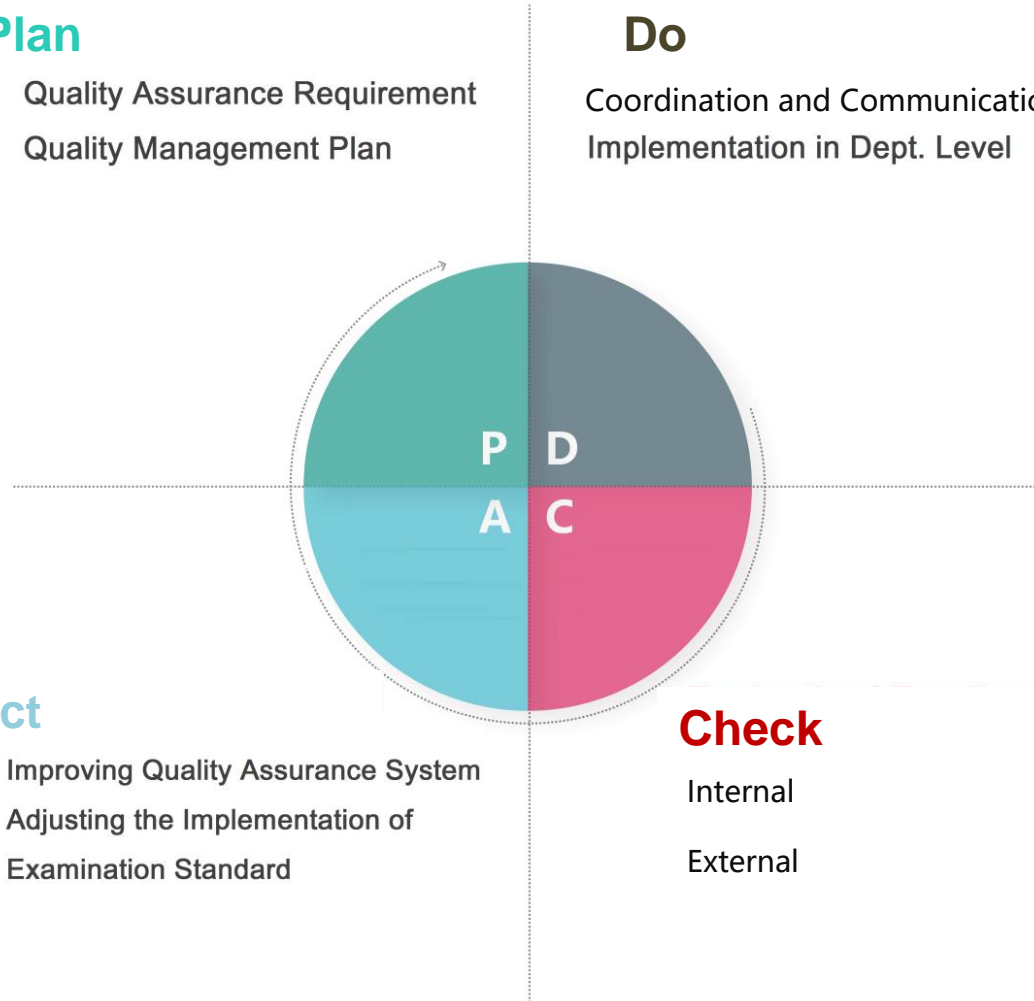 Plan
Do
Quality Assurance Requirement
Quality Management Plan
Coordination and Communicatio
Implementation in Dept. Level
P D
A C
ct
Improving Quality Assurance System
Adjusting the Implementation of
Examination Standard
Check
Internal
External